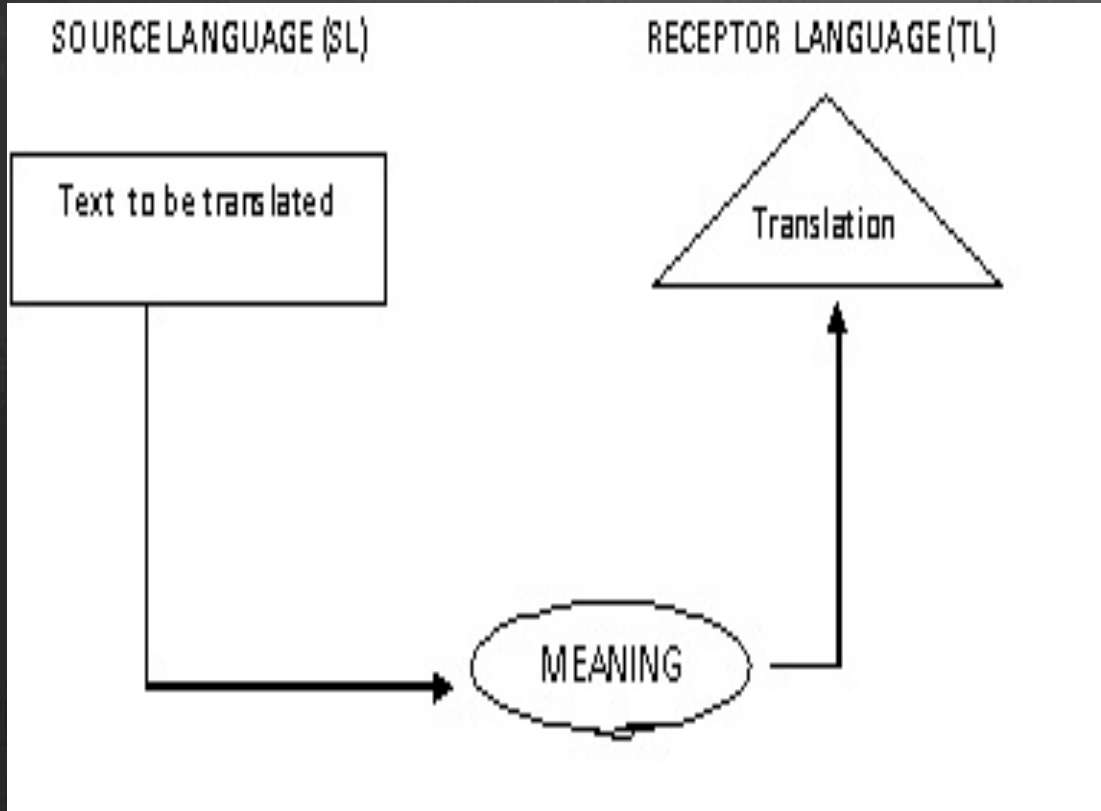 SOURCE LANGUAGE (SL)
RECEPTOR LANGUAGE (TL)
Text to be translated
Translation
MEANING